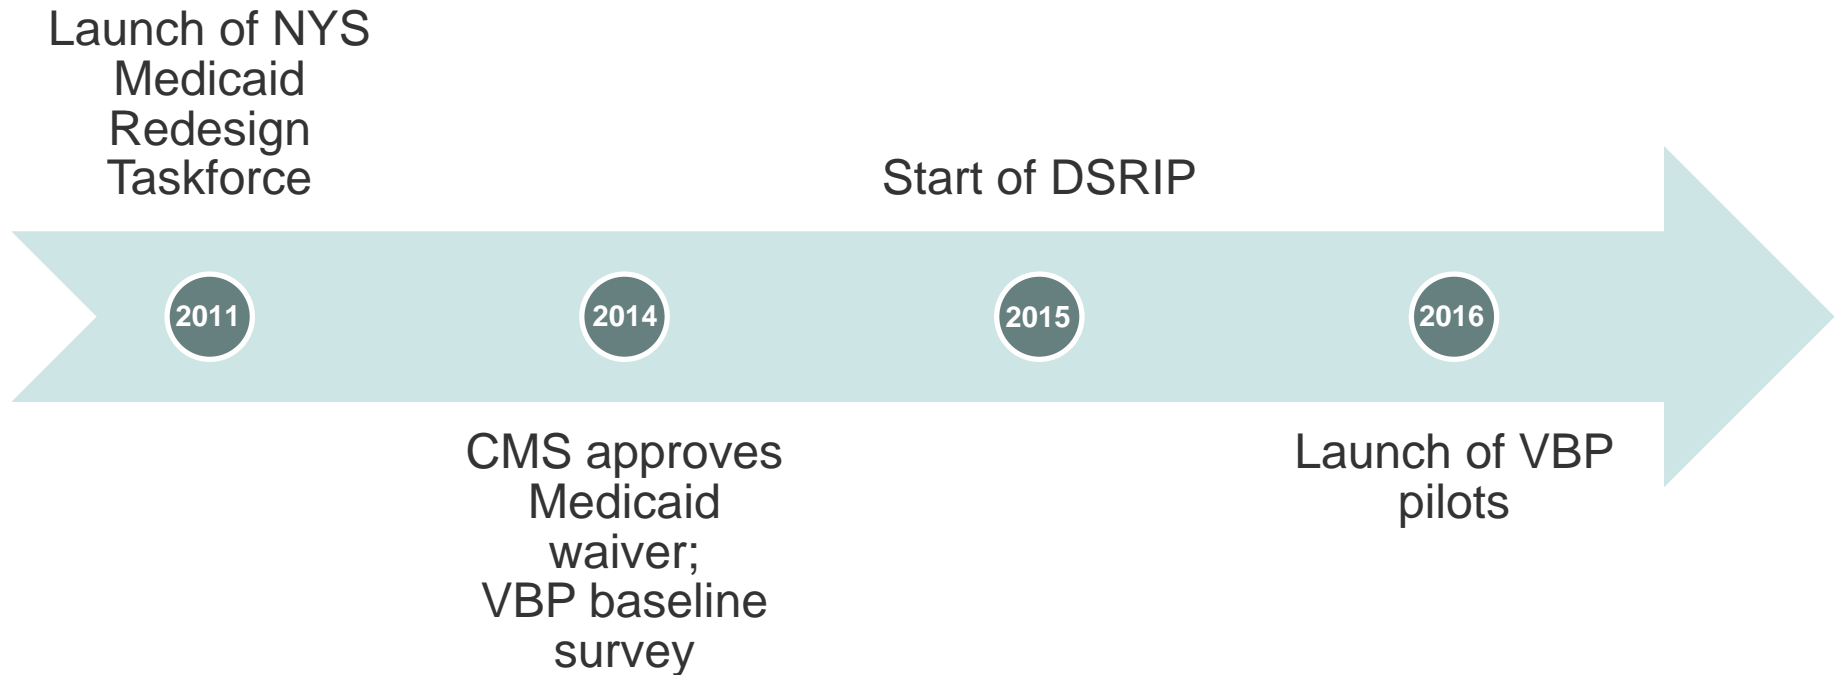 Launch of NYS
Medicaid
Redesign
Taskforce
Start of DSRIP
2011
2014
2015
2016
CMS approves
Medicaid
waiver;
VBP baseline
survey
Launch of VBP
pilots